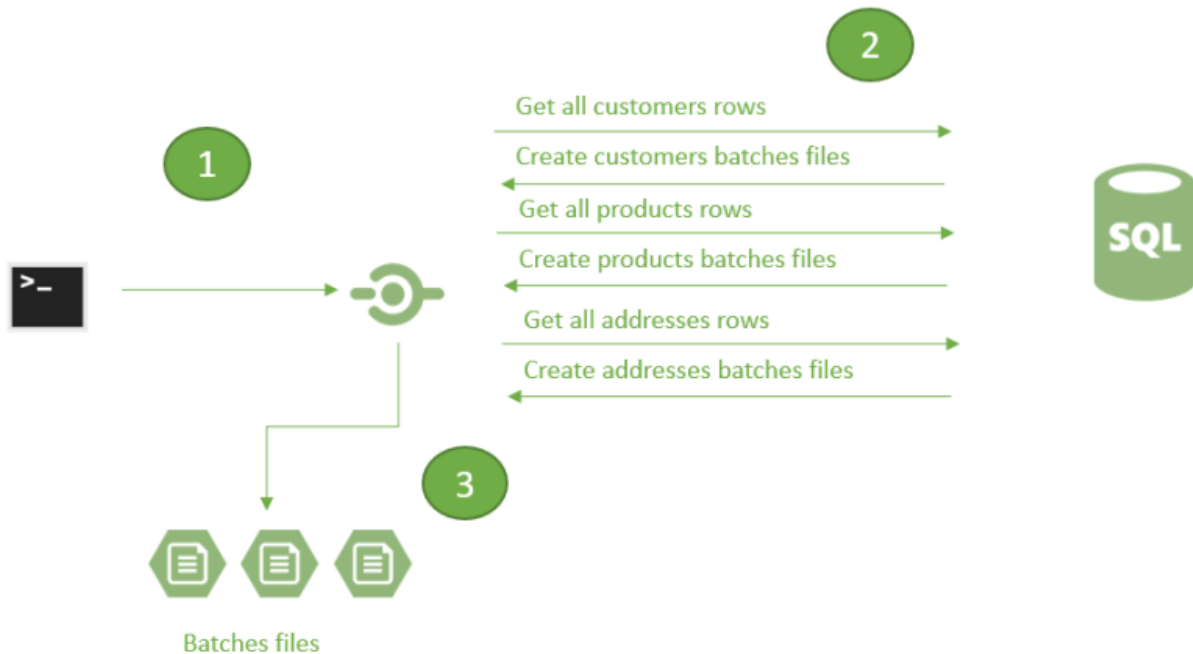 2
Get all customers rows
1
Create customers batches files
Get all products rows
SQL
Create products batches files
>_
Get all addresses rows
Create addresses batches files
3
Batches files